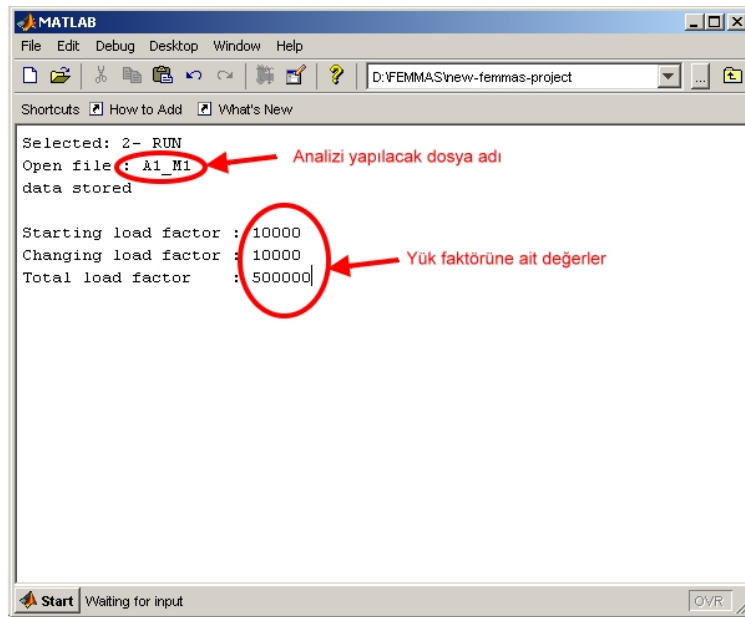 MATLAB
File Edit Debug Desktop Window Help
D:\FEMMAS\new-femmas-project
...
Shortcuts How to Add What's New
Selected: 2- RUN
Open file : A1_M1
Analizi yapılacak dosya adı
data stored
Starting load factor : 10000
Changing load factor : 10000
Yük faktörüne ait değerler
Total load factor : 500000
Start Waiting for input
OVR